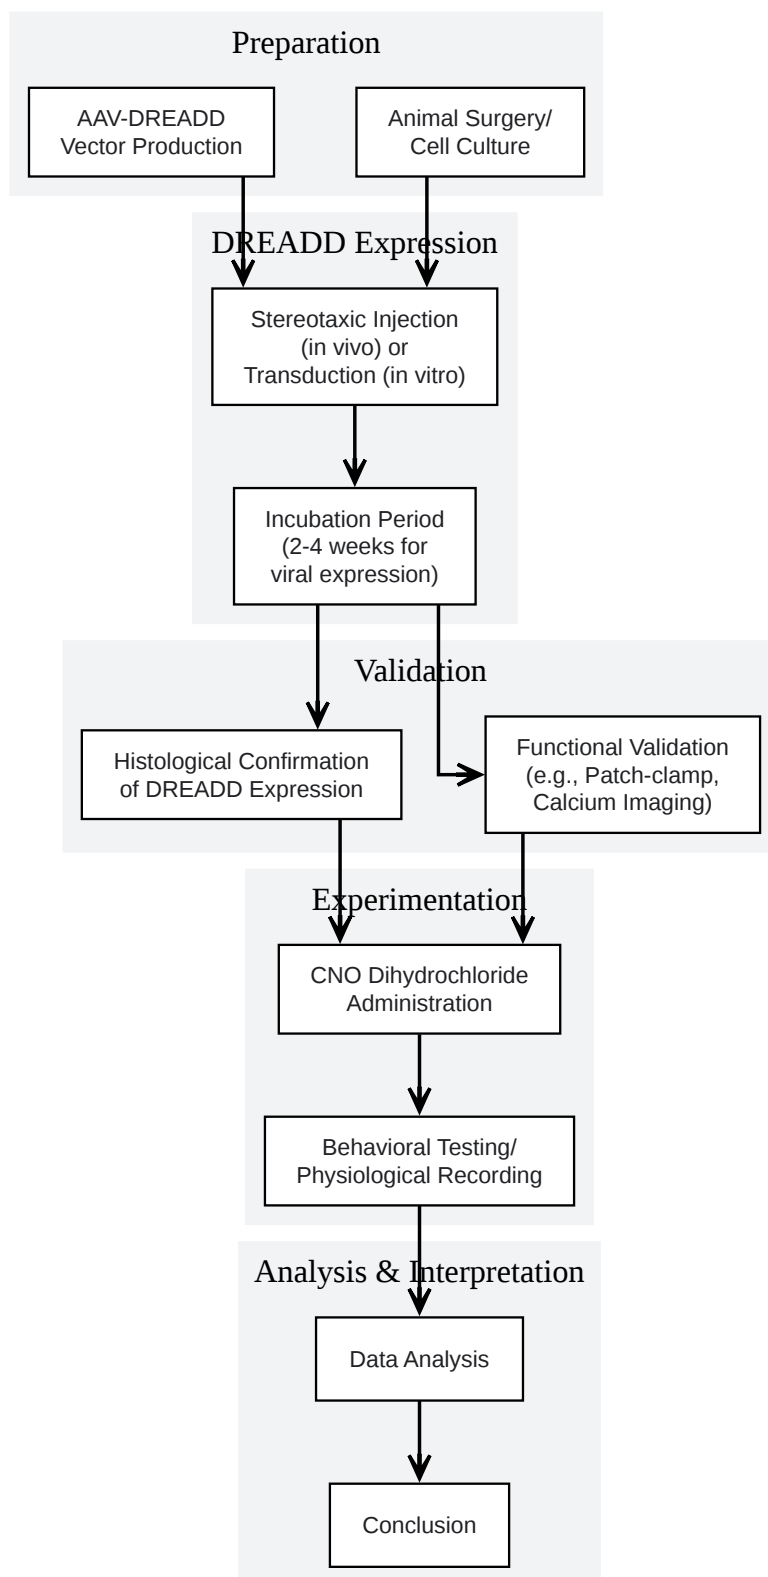 Preparation
AAV-DREADD
Vector Production
Animal Surgery/
Cell Culture
DREADD Expression
Stereotaxic Injection
(in vivo) or
Transduction (in vitro)
Incubation Period
(2-4 weeks for
viral expression)
Validation
Histological Confirmation
of DREADD Expression
Functional Validation
(e.g., Patch-clamp,
Calcium Imaging)
Experimentation
CNO Dihydrochloride
Administration
Behavioral Testing/
Physiological Recording
Analysis & Interpretation
Data Analysis
Conclusion